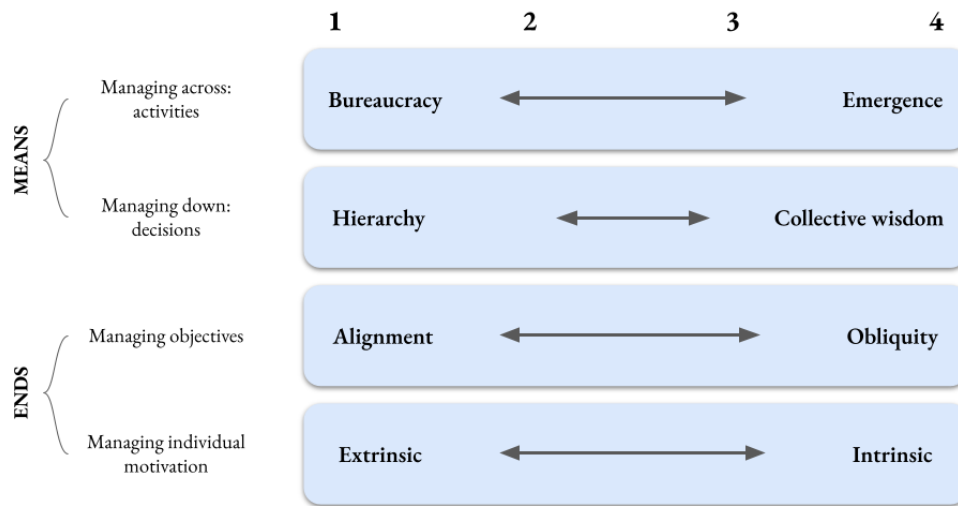 1 2 3 4
MEANS
Managing across:
activities
Bureaucracy Emergence
Managing down:
decisions
Hierarchy Collective wisdom
ENDS
Managing objectives
Alignment Obliquity
Managing individual
motivation
Extrinsic Intrinsic